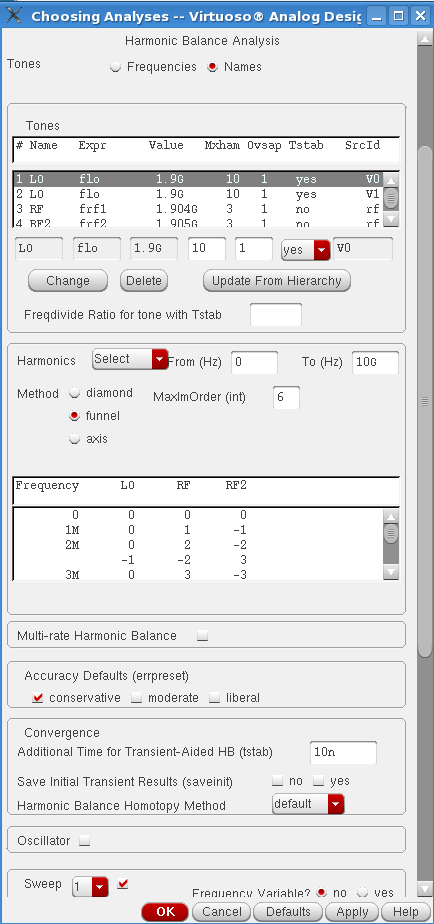 Choosing Analyses -- Virtuoso® Analog Desig
Harmonic Balance Analysis
Tones Frequencies Names
Tones
# Name Expr Value Mxham Ovsap Tstab SrcId
1 LO flo 1.9G 10 1 yes V0
2 LO flo 1.9G 10 1 yes V1
3 RF frf1 1.904G 3 1 no rf
4 RF2 frf2 1.905G 3 1 no rf
LO flo 1.9G 10 1 yes V0
Change Delete Update From Hierarchy
Freqdivide Ratio for tone with Tstab
Harmonics Select From (Hz) 0 To (Hz) 10G
Method diamond MaxImOrder (int) 6
funnel
axis
Frequency LO RF RF2
0 0 0 0
1M 0 1 -1
2M 0 2 -2
-1 -2 3
3M 0 3 -3
Multi-rate Harmonic Balance
Accuracy Defaults (errpreset)
conservative moderate liberal
Convergence
Additional Time for Transient-Aided HB (tstab) 10n
Save Initial Transient Results (saveinit) no yes
Harmonic Balance Homotopy Method default
Oscillator
Sweep 1 Frequency Variable? no yes
OK Cancel Defaults Apply Help